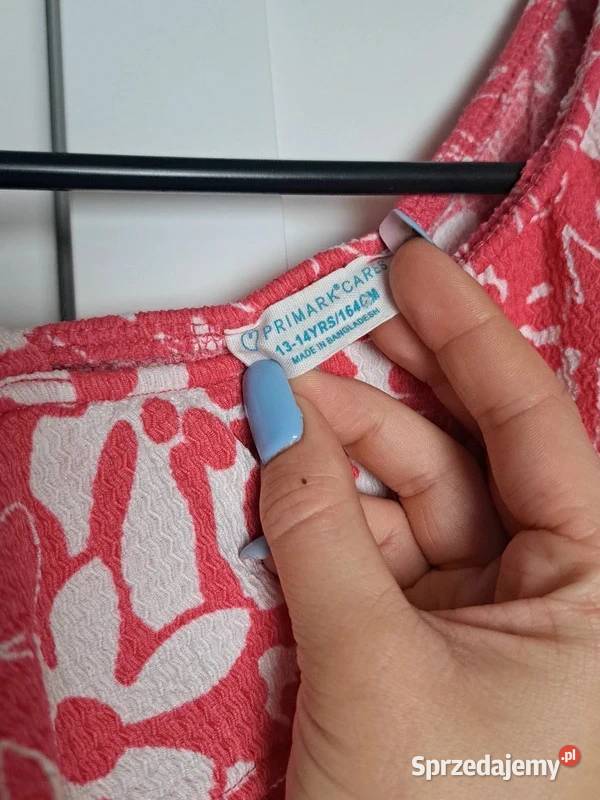 PRIMARK® CARES
13-14YRS/164CM
MADE IN BANGLADESH
Sprzedajemy.pl